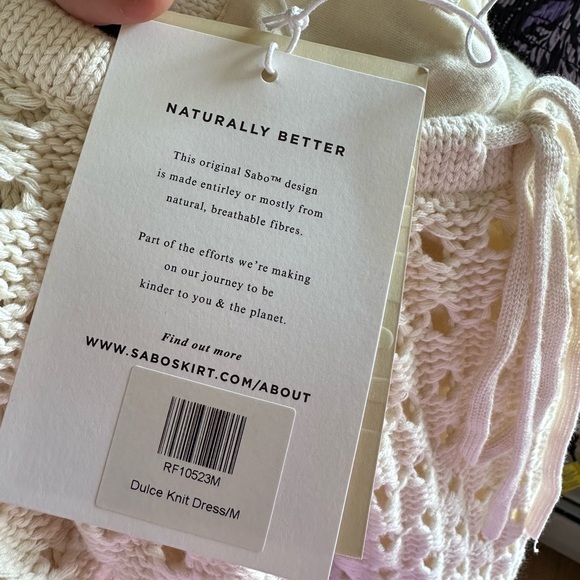 NATURALLY BETTER
This original Sabo™ design
is made entirley or mostly from
natural, breathable fibres.
Part of the efforts we're making
on our journey to be
kinder to you & the planet.
Find out more
WWW.SABOSKIRT.COM/ABOUT
RF10523M
Dulce Knit Dress/M